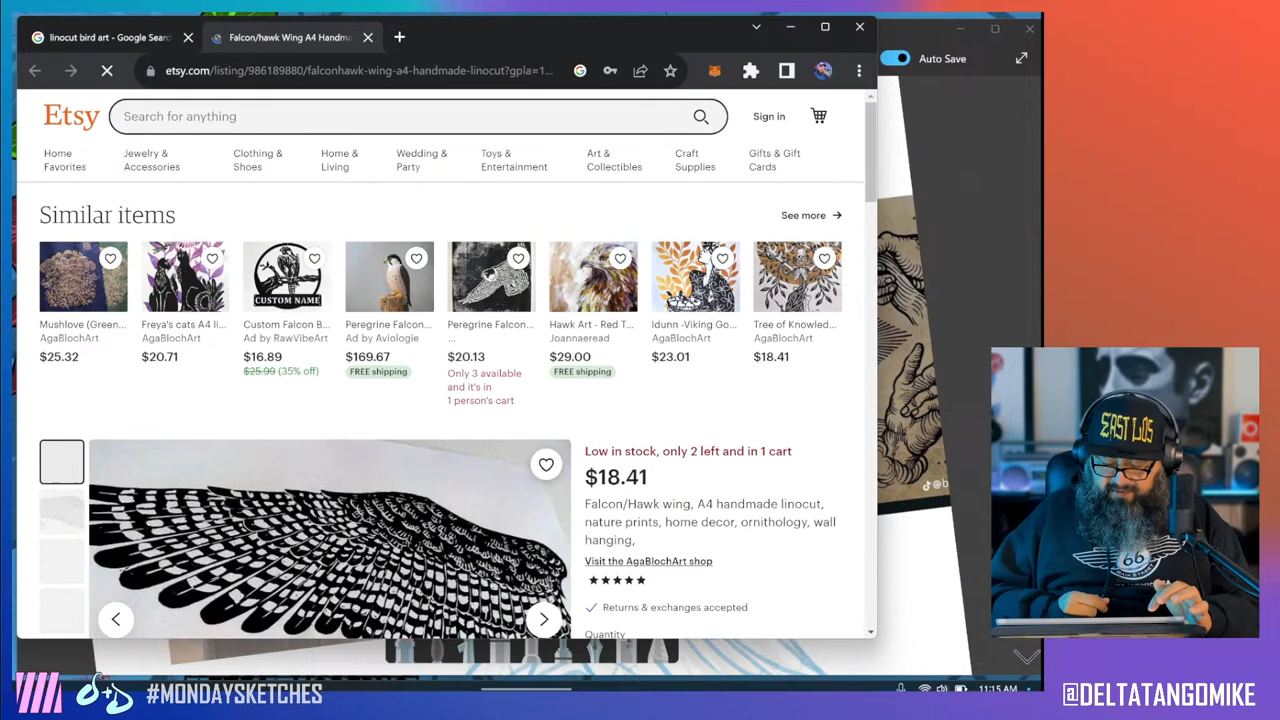 linocut bird art - Google Searc
Falcon/hawk Wing A4 Handma
etsy.com/listing/986189880/falconhawk-wing-a4-handmade-linocut?gpla=1...
Auto Save
Etsy
Search for anything
Sign in
Home Favorites
Jewelry & Accessories
Clothing & Shoes
Home & Living
Wedding & Party
Toys & Entertainment
Art & Collectibles
Craft Supplies
Gifts & Gift Cards
Similar items
See more →
CUSTOM NAME
Mushlove (Green...
AgaBlochArt
$25.32
Freya's cats A4 li...
AgaBlochArt
$20.71
Custom Falcon B...
Ad by RawVibeArt
$16.89
$25.99 (35% off)
Peregrine Falcon...
Ad by Aviologie
$169.67
FREE shipping
Peregrine Falcon...
...
$20.13
Only 3 available
and it's in
1 person's cart
Hawk Art - Red T...
Joannaeread
$29.00
FREE shipping
Idunn -Viking Go...
AgaBlochArt
$23.01
Tree of Knowled...
AgaBlochArt
$18.41
Low in stock, only 2 left and in 1 cart
$18.41
Falcon/Hawk wing, A4 handmade linocut,
nature prints, home decor, ornithology, wall
hanging,
Visit the AgaBlochArt shop
★★★★★
Returns & exchanges accepted
Quantity
@b
EAST LOS
66
11:15 AM
#MONDAYSKETCHES
@DELTATANGOMIKE